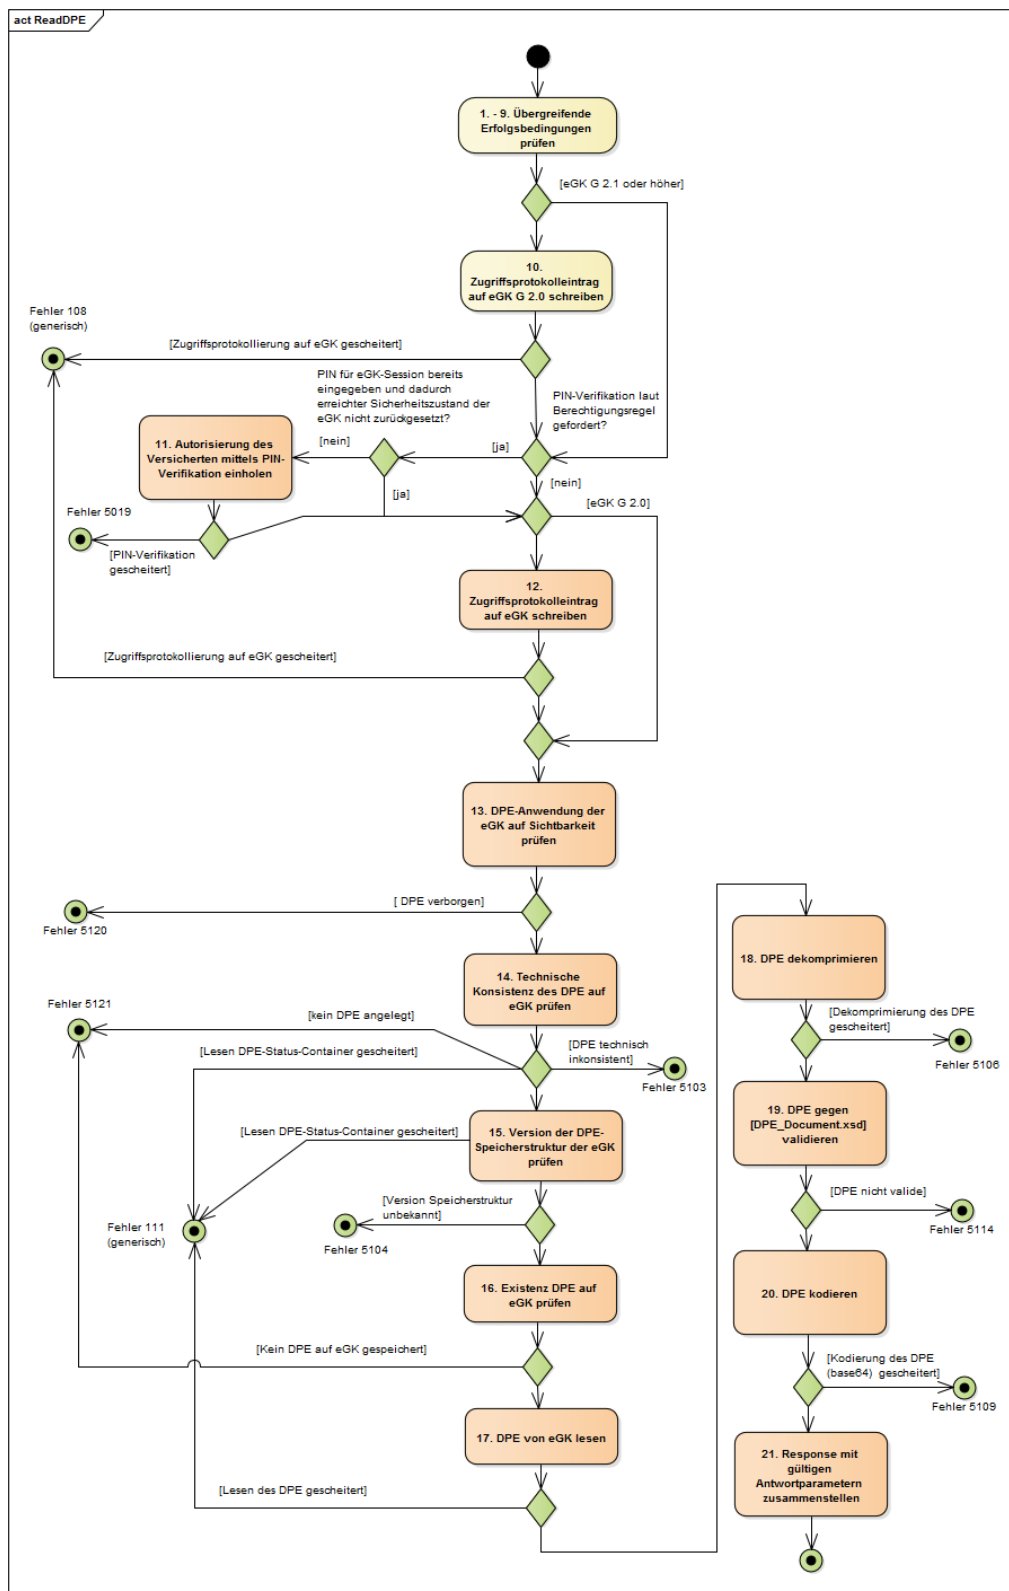 act ReadDPE
1. - 9. Übergreifende
Erfolgsbedingungen
prüfen
[eGK G 2.1 oder höher]
10.
Zugriffsprotokolleintrag
auf eGK G 2.0 schreiben
Fehler 108
(generisch)
[Zugriffsprotokollierung auf eGK gescheitert]
PIN für eGK-Session bereits
eingegeben und dadurch
erreichter Sicherheitszustand der
eGK nicht zurückgesetzt?
PIN-Verifikation laut
Berechtigungsregel
gefordert?
11. Autorisierung des
Versicherten mittels PIN-
Verifikation einholen
[nein]
[ja]
[nein]
[ja]
[eGK G 2.0]
Fehler 5019
[PIN-Verifikation
gescheitert]
12.
Zugriffsprotokolleintrag
auf eGK schreiben
[Zugriffsprotokollierung auf eGK gescheitert]
13. DPE-Anwendung der
eGK auf Sichtbarkeit
prüfen
[ DPE verborgen]
Fehler 5120
14. Technische
Konsistenz des DPE auf
eGK prüfen
Fehler 5121
[kein DPE angelegt]
[Lesen DPE-Status-Container gescheitert]
[DPE technisch
inkonsistent]
Fehler 5103
15. Version der DPE-
Speicherstruktur der eGK
prüfen
[Lesen DPE-Status-Container gescheitert]
[Version Speicherstruktur
unbekannt]
Fehler 111
(generisch)
Fehler 5104
16. Existenz DPE auf
eGK prüfen
[Kein DPE auf eGK gespeichert]
17. DPE von eGK lesen
[Lesen des DPE gescheitert]
18. DPE dekomprimieren
[Dekomprimierung des DPE
gescheitert]
Fehler 5106
19. DPE gegen
[DPE_Document.xsd]
validieren
[DPE nicht valide]
Fehler 5114
20. DPE kodieren
[Kodierung des DPE
(base64) gescheitert]
Fehler 5109
21. Response mit
gültigen
Antwortparametern
zusammenstellen